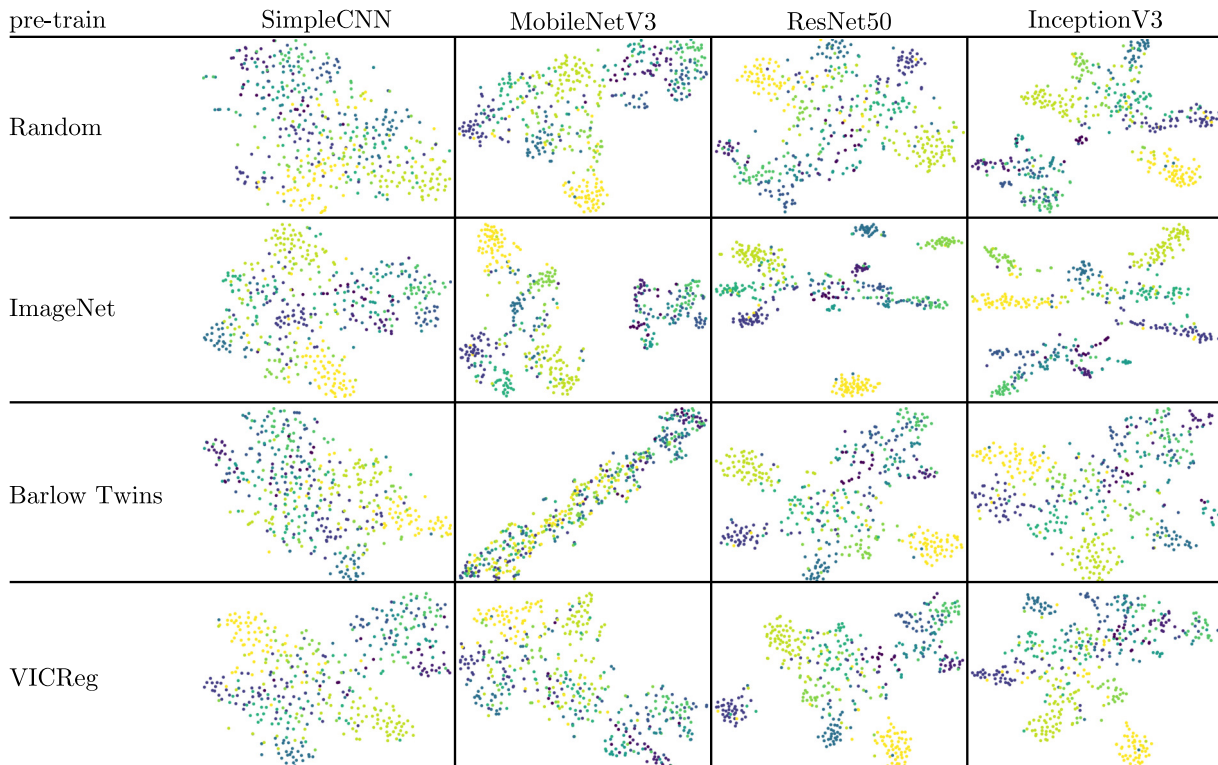 pre-train SimpleCNN MobileNetV3 ResNet50 InceptionV3
Random
ImageNet
Barlow Twins
VICReg